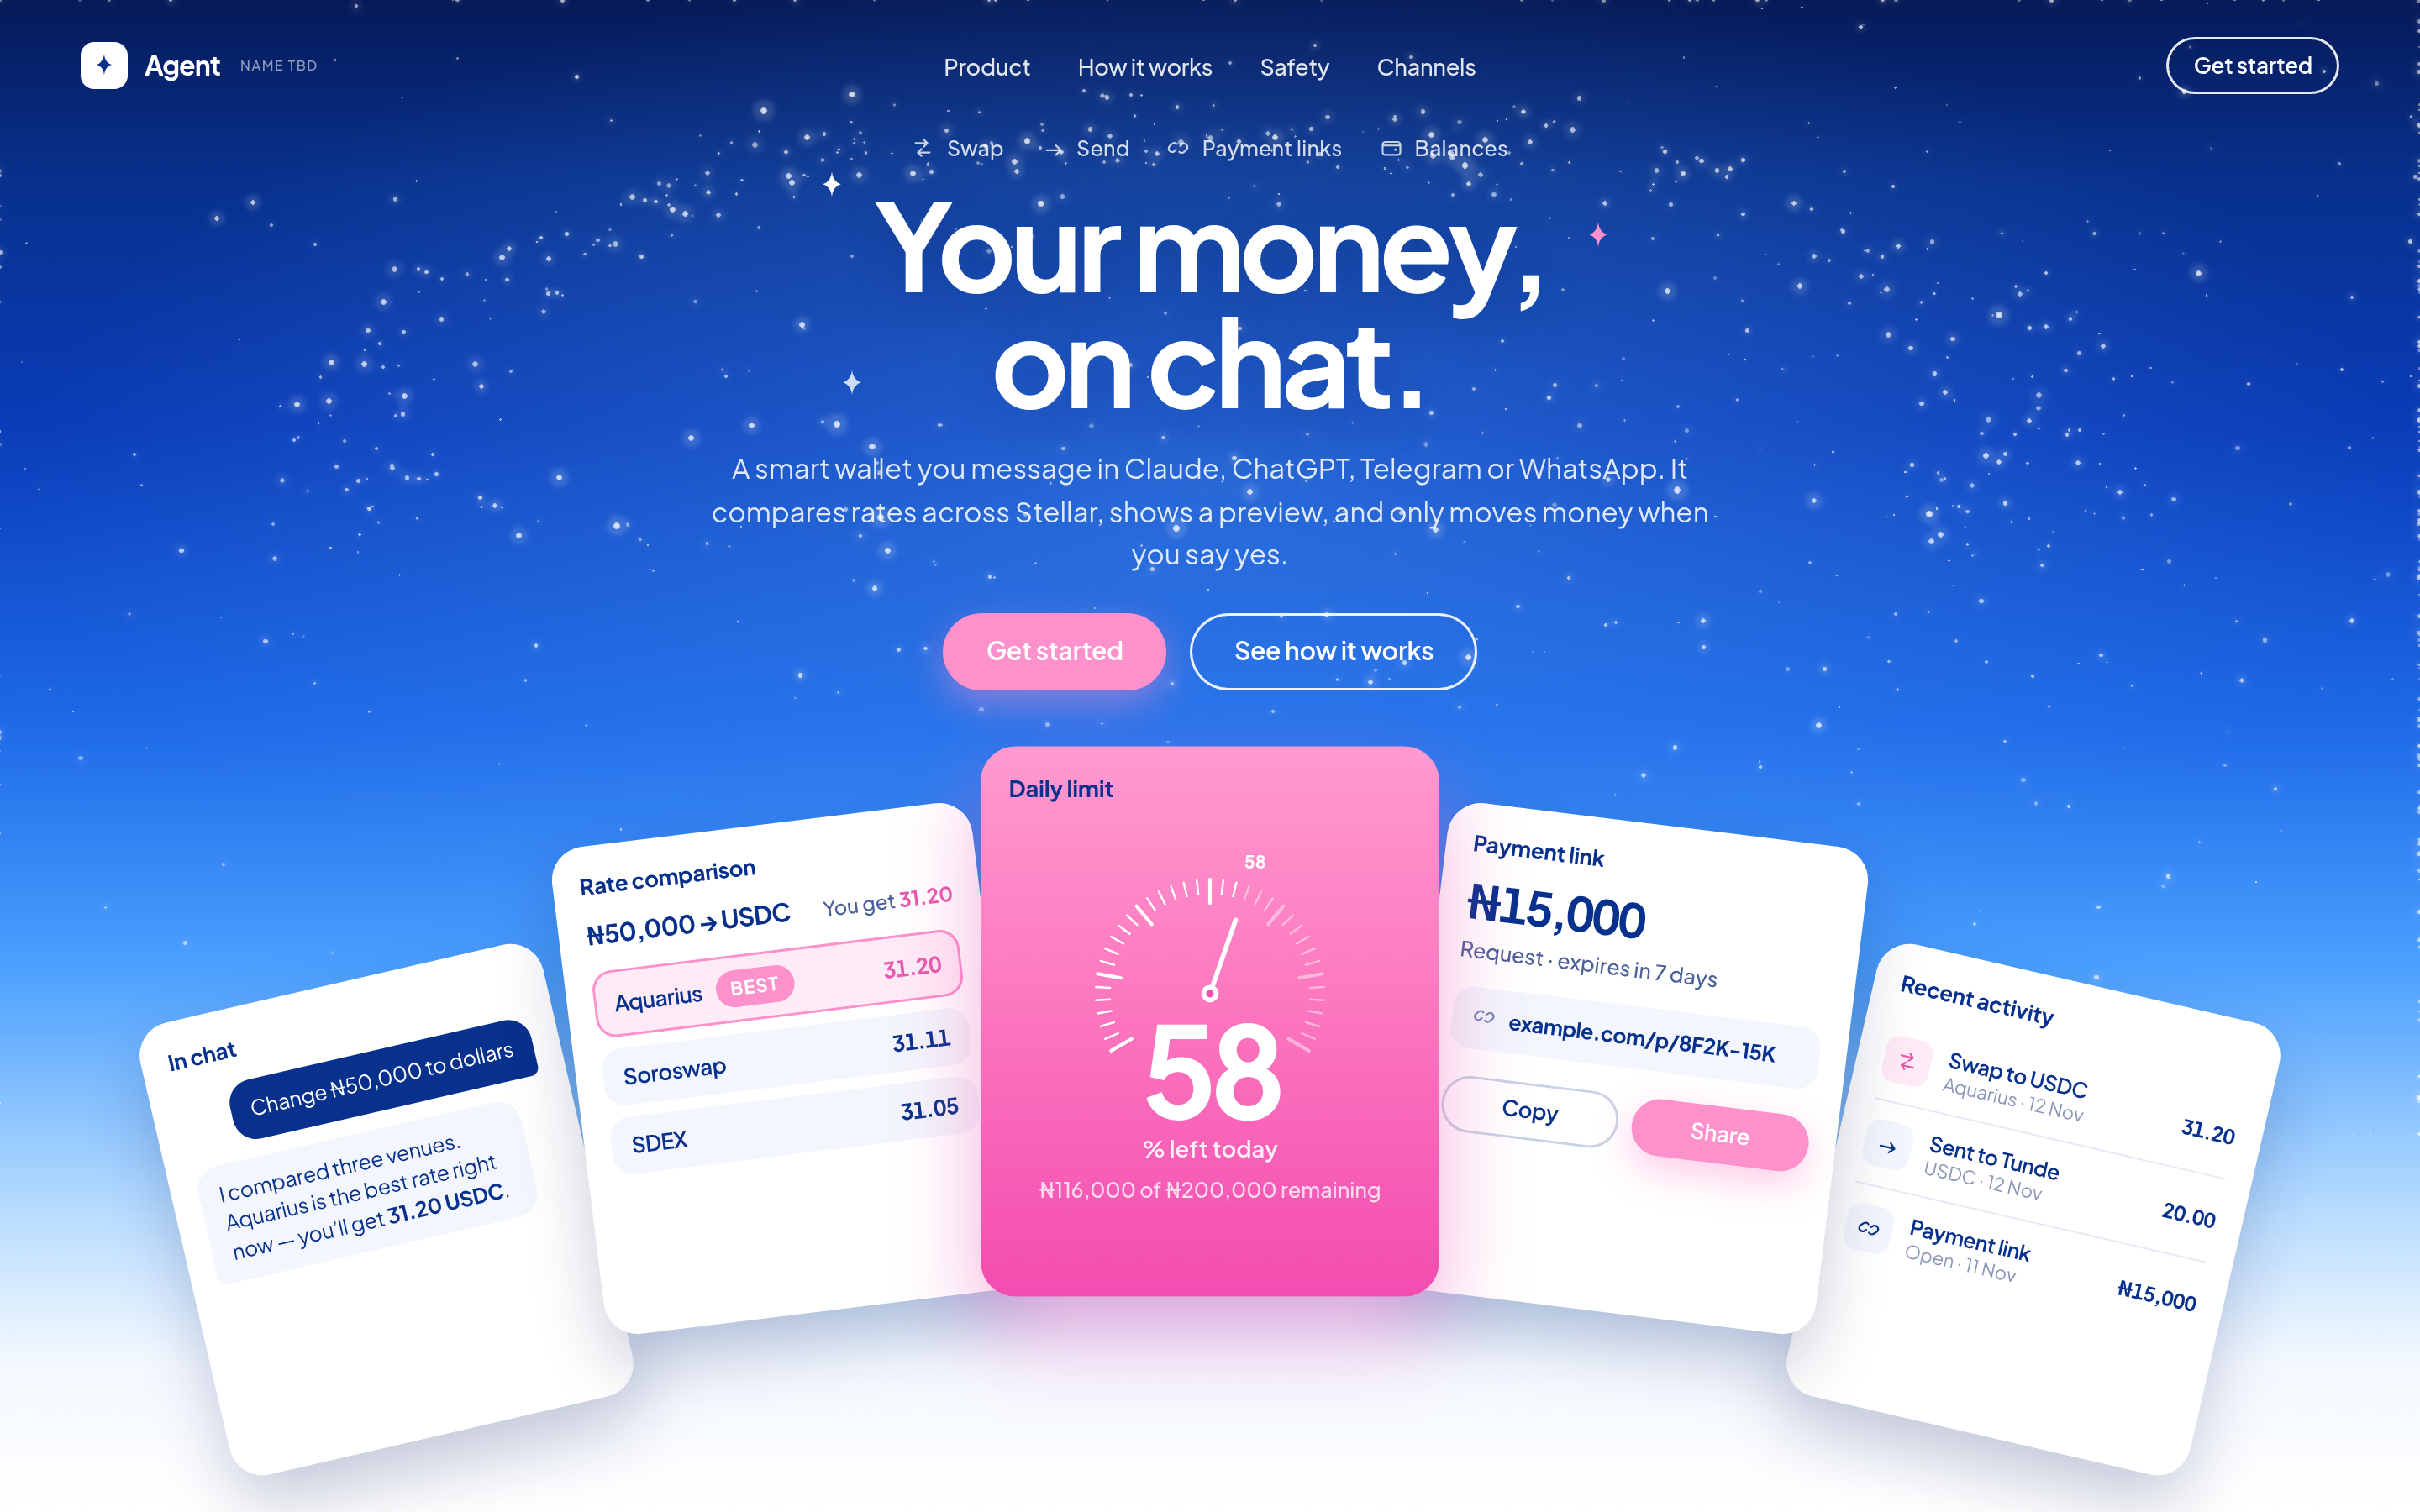 Agent NAME TBD
Product How it works Safety Channels
Get started
Swap Send Payment links Balances
Your money,
on chat.
A smart wallet you message in Claude, ChatGPT, Telegram or WhatsApp. It
compares rates across Stellar, shows a preview, and only moves money when
you say yes.
Get started See how it works
In chat
Change ₦50,000 to dollars
I compared three venues.
Aquarius is the best rate right
now — you’ll get 31.20 USDC.
Rate comparison
₦50,000 → USDC You get 31.20
Aquarius BEST 31.20
Soroswap 31.11
SDEX 31.05
Daily limit
58
58
% left today
₦116,000 of ₦200,000 remaining
Payment link
₦15,000
Request · expires in 7 days
example.com/p/8F2K-15K
Copy Share
Recent activity
Swap to USDC
Aquarius · 12 Nov
31.20
Sent to Tunde
USDC · 12 Nov
20.00
Payment link
Open · 11 Nov
₦15,000